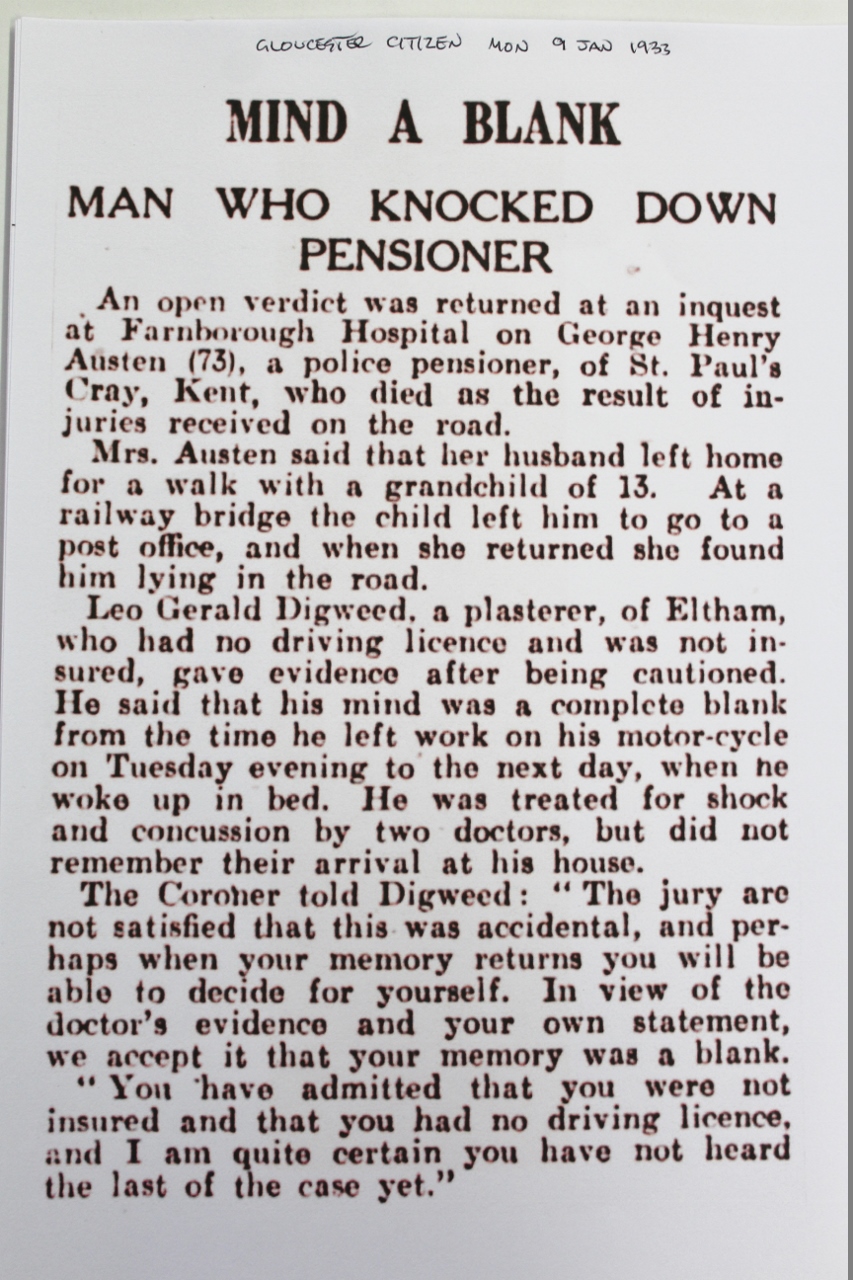 GLOUCESTER CITIZEN MON 9 JAN 1933
MIND A BLANK
MAN WHO KNOCKED DOWN
PENSIONER
An open verdict was returned at an inquest
at Farnborough Hospital on George Henry
Austen (73), a police pensioner, of St. Paul's
Cray, Kent, who died as the result of in-
juries received on the road.
Mrs. Austen said that her husband left home
for a walk with a grandchild of 13. At a
railway bridge the child left him to go to a
post office, and when she returned she found
him lying in the road.
Leo Gerald Digweed, a plasterer, of Eltham,
who had no driving licence and was not in-
sured, gave evidence after being cautioned.
He said that his mind was a complete blank
from the time he left work on his motor-cycle
on Tuesday evening to the next day, when he
woke up in bed. He was treated for shock
and concussion by two doctors, but did not
remember their arrival at his house.
The Coroner told Digweed: "The jury are
not satisfied that this was accidental, and per-
haps when your memory returns you will be
able to decide for yourself. In view of the
doctor's evidence and your own statement,
we accept it that your memory was a blank.
"You have admitted that you were not
insured and that you had no driving licence,
and I am quite certain you have not heard
the last of the case yet."